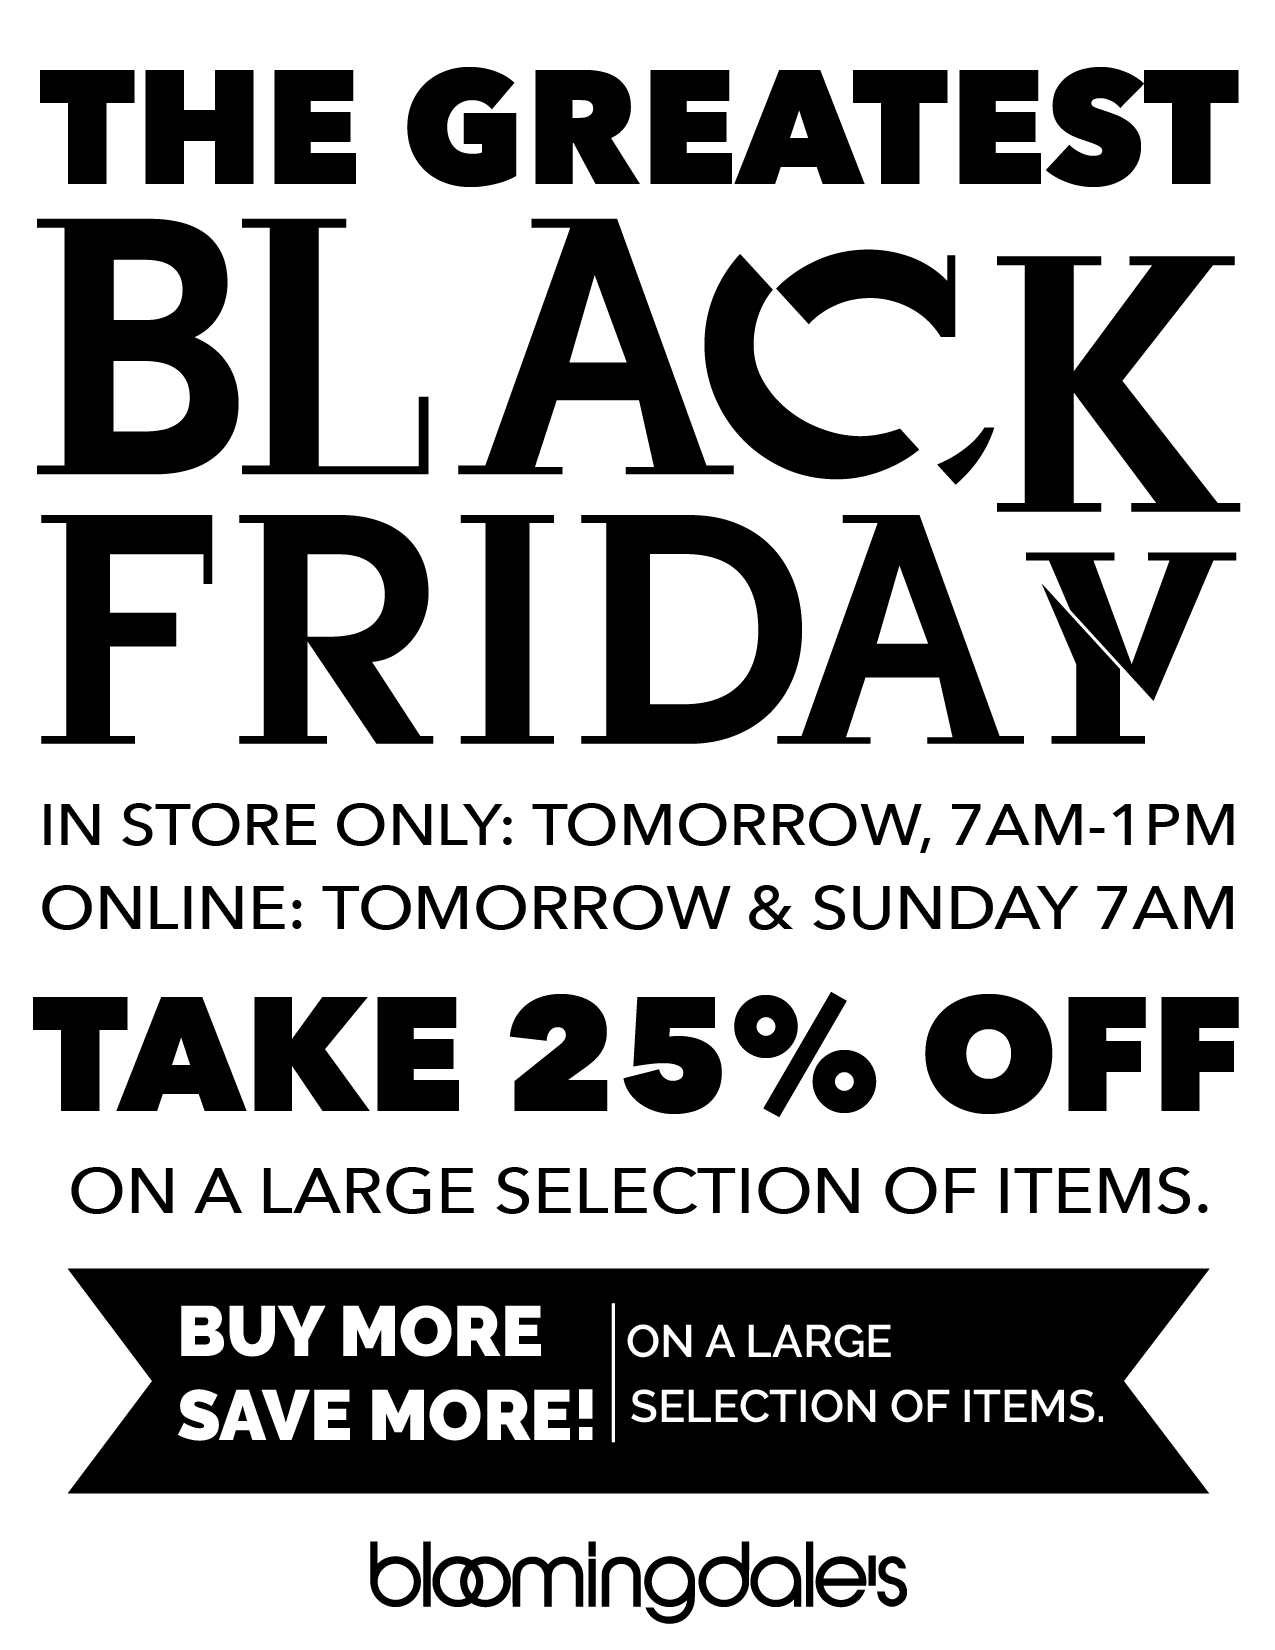 THE GREATEST
BLACK
FRIDAY
IN STORE ONLY: TOMORROW, 7AM-1PM
ONLINE: TOMORROW & SUNDAY 7AM
TAKE 25% OFF
ON A LARGE SELECTION OF ITEMS.
BUY MORE
SAVE MORE!
ON A LARGE
SELECTION OF ITEMS.
bloomingdale's